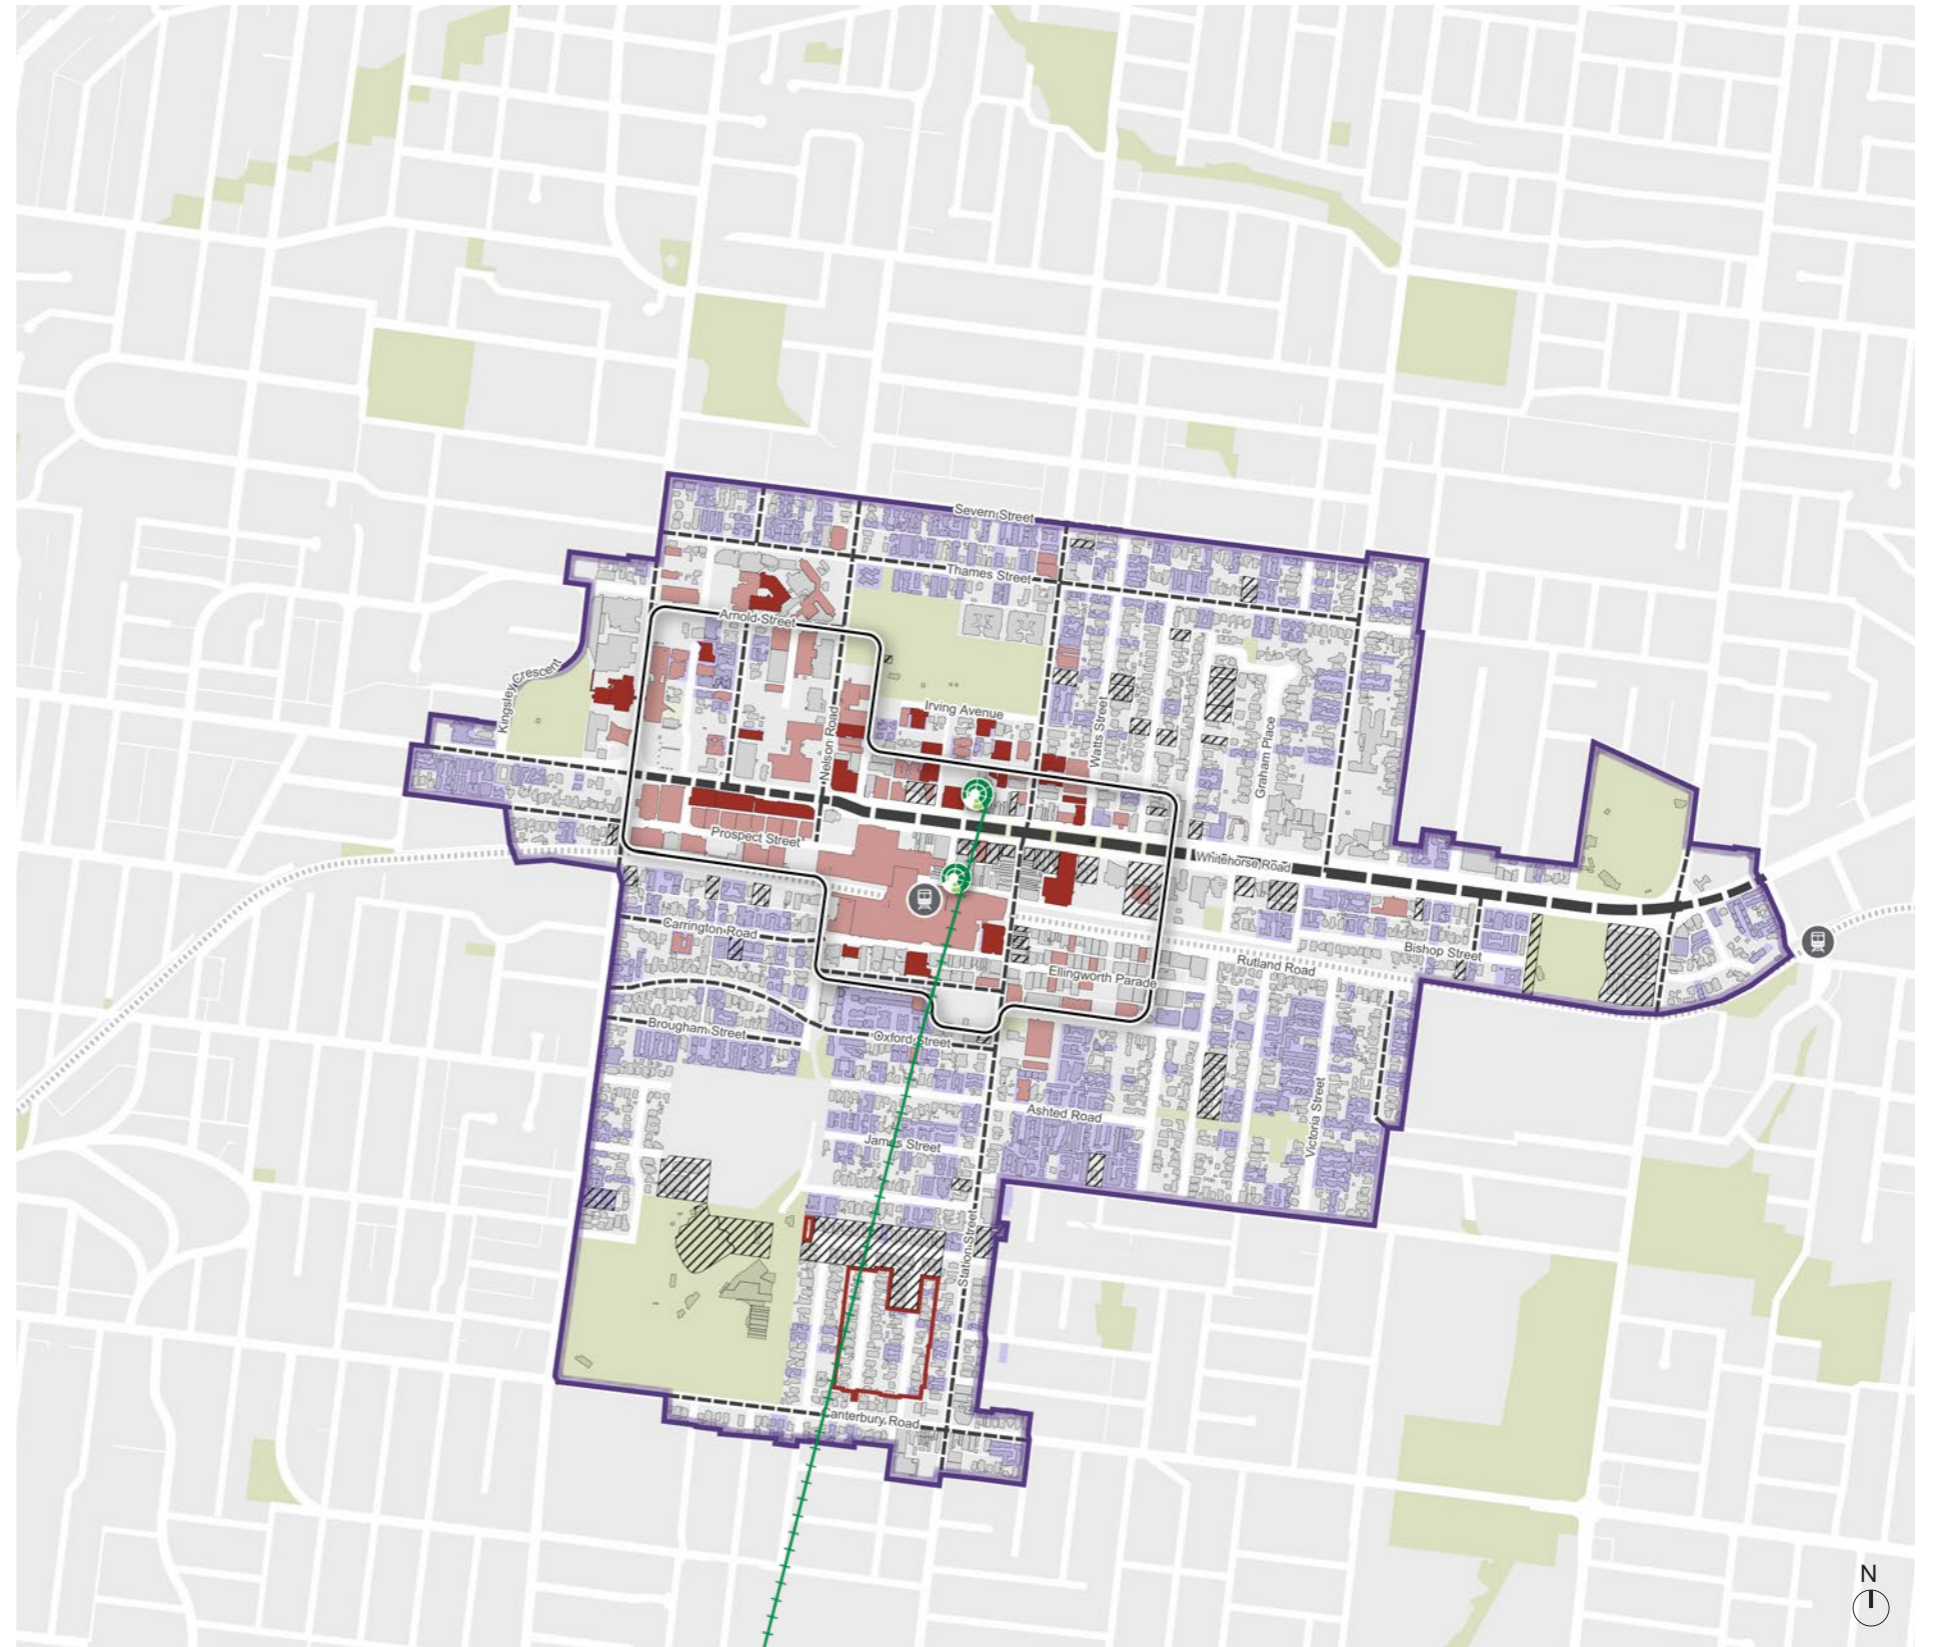 Severn Street
Thames Street
Arnold Street
Kingsley Crescent
Irving Avenue
Nelson Road
Watts Street
Graham Place
Prospect Street
Whitehorse Road
Carrington Road
Bishop Street
Rutland Road
Ellingworth Parade
Brougham Street
Oxford Street
Ashted Road
Victoria Street
James Street
Station Street
Canterbury Road
N